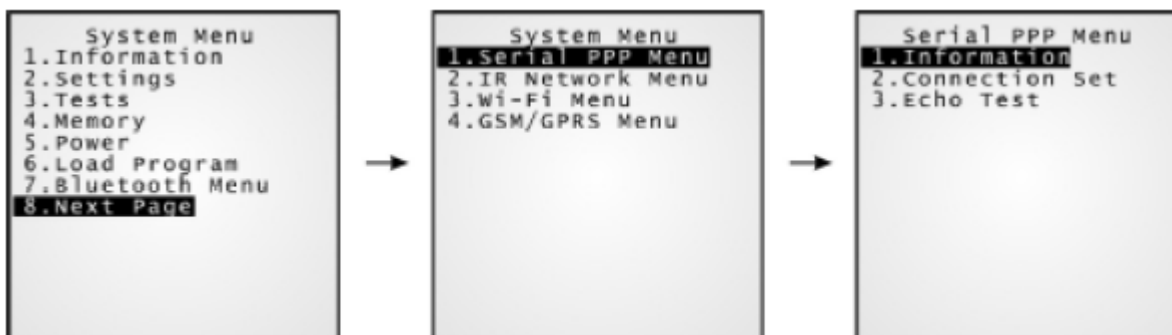 System Menu
1.Information
2.Settings
3.Tests
4.Memory
5.Power
6.Load Program
7.Bluetooth Menu
8.Next Page
System Menu
1.Serial PPP Menu
2.IR Network Menu
3.Wi-Fi Menu
4.GSM/GPRS Menu
Serial PPP Menu
1.Information
2.Connection Set
3.Echo Test